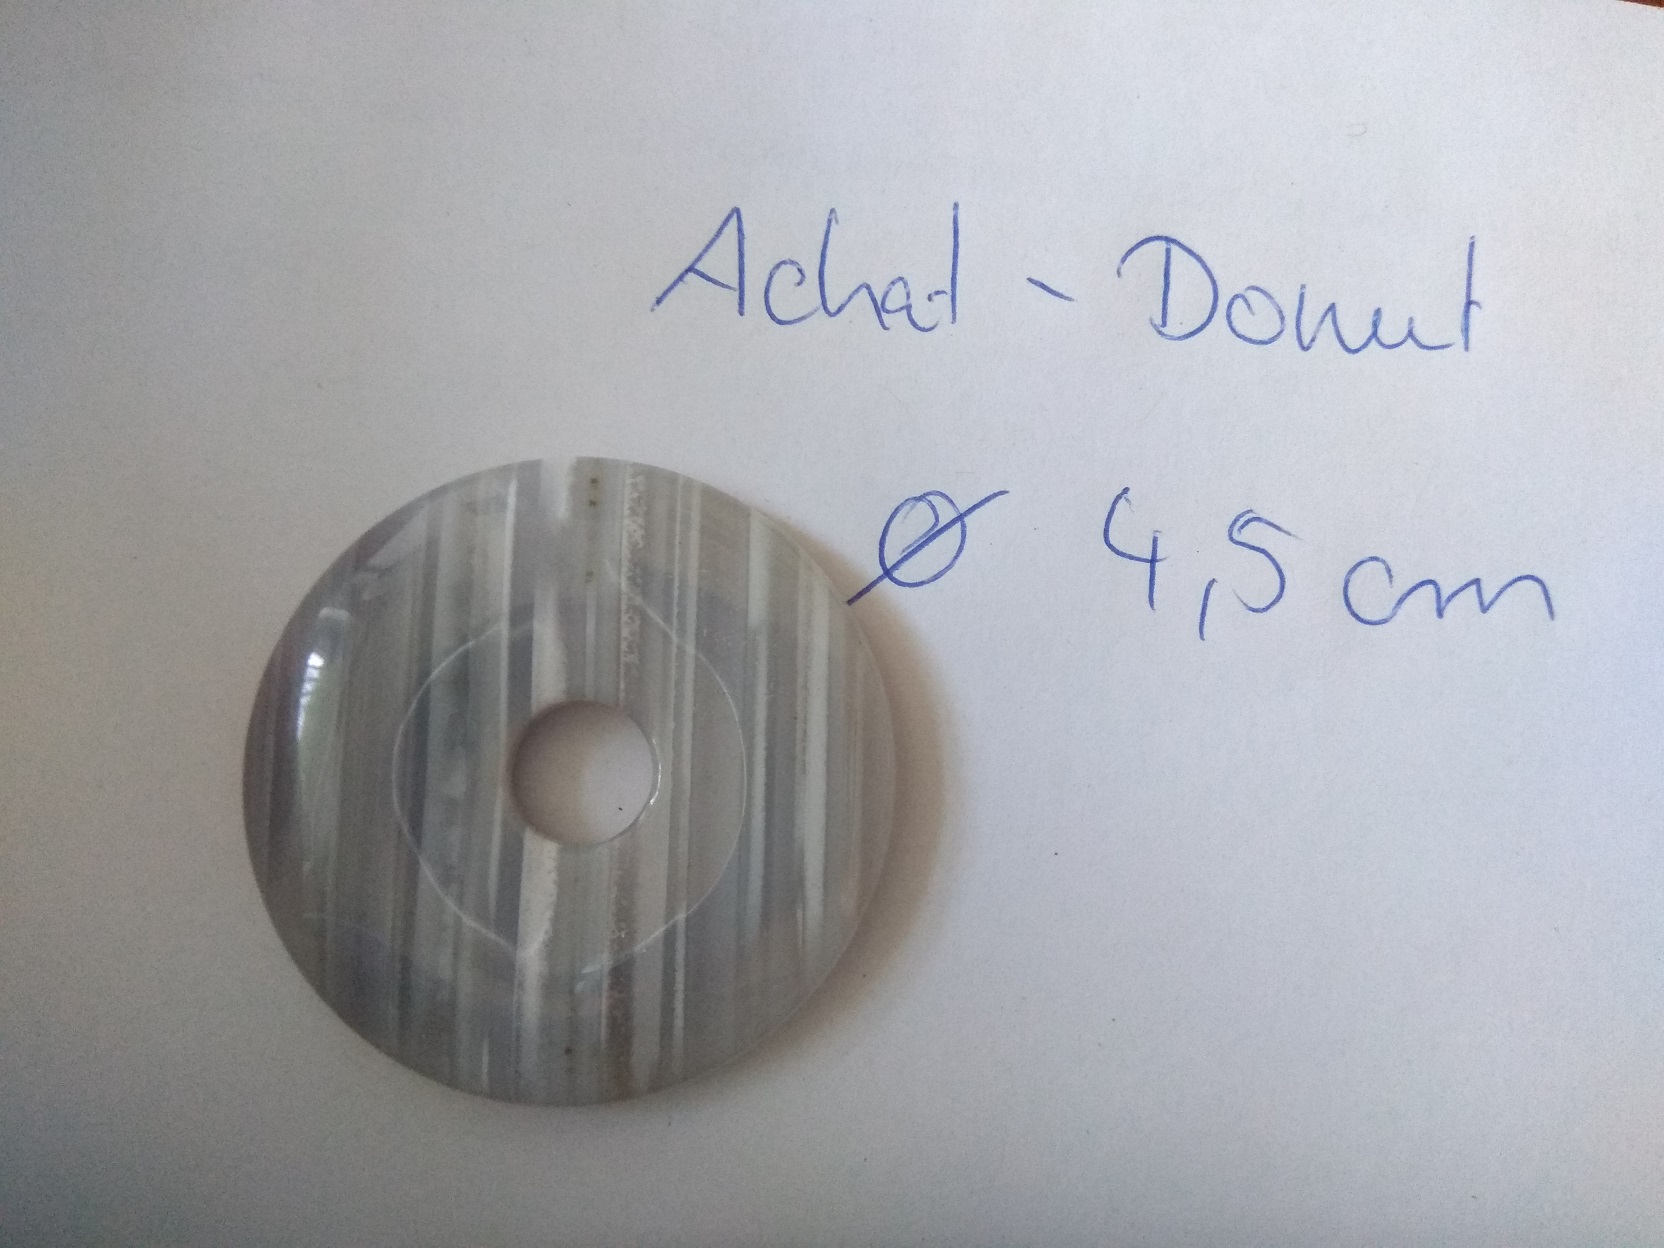 Achat - Donut
Ø 4,5 cm